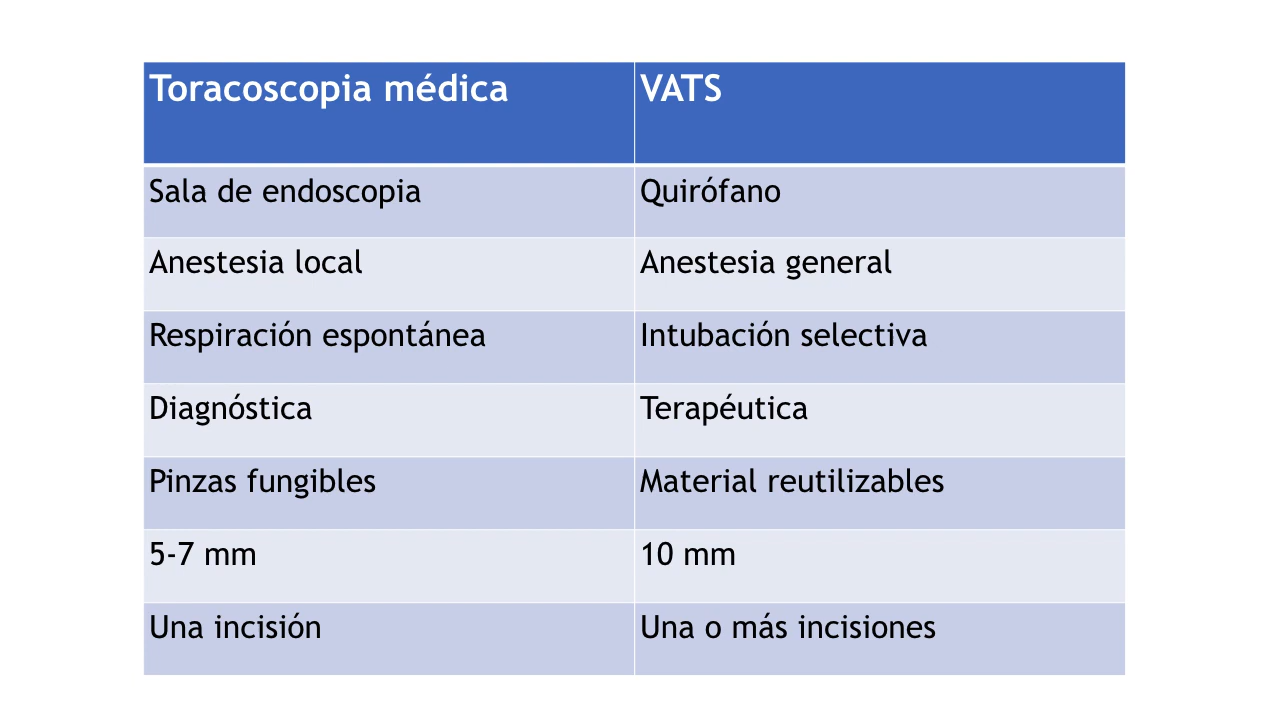 Toracoscopia médica VATS
Sala de endoscopia Quirófano
Anestesia local Anestesia general
Respiración espontánea Intubación selectiva
Diagnóstica Terapéutica
Pinzas fungibles Material reutilizables
5-7 mm 10 mm
Una incisión Una o más incisiones